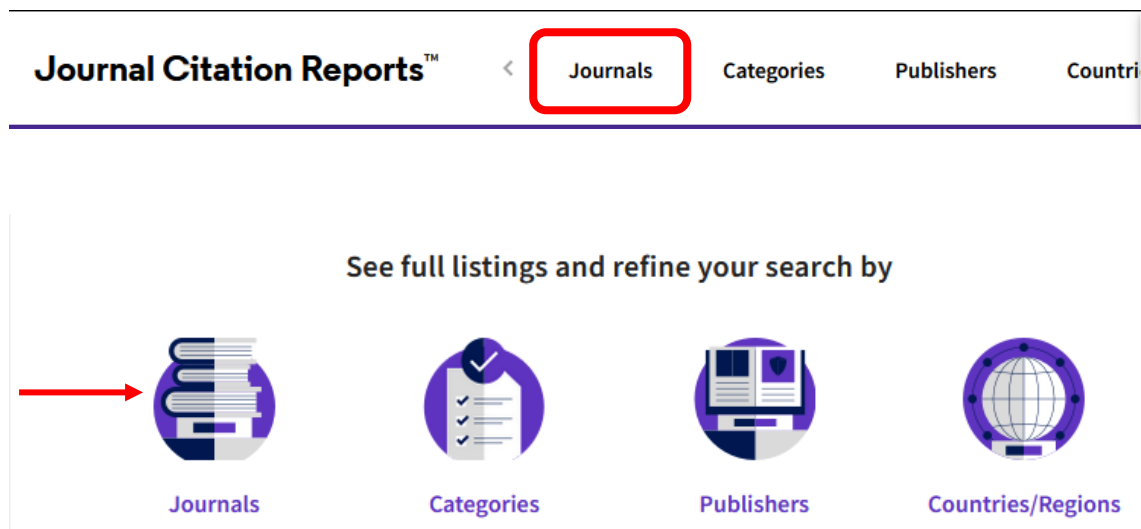 Journal Citation Reports™ < Journals Categories Publishers Countri
See full listings and refine your search by
Journals Categories Publishers Countries/Regions